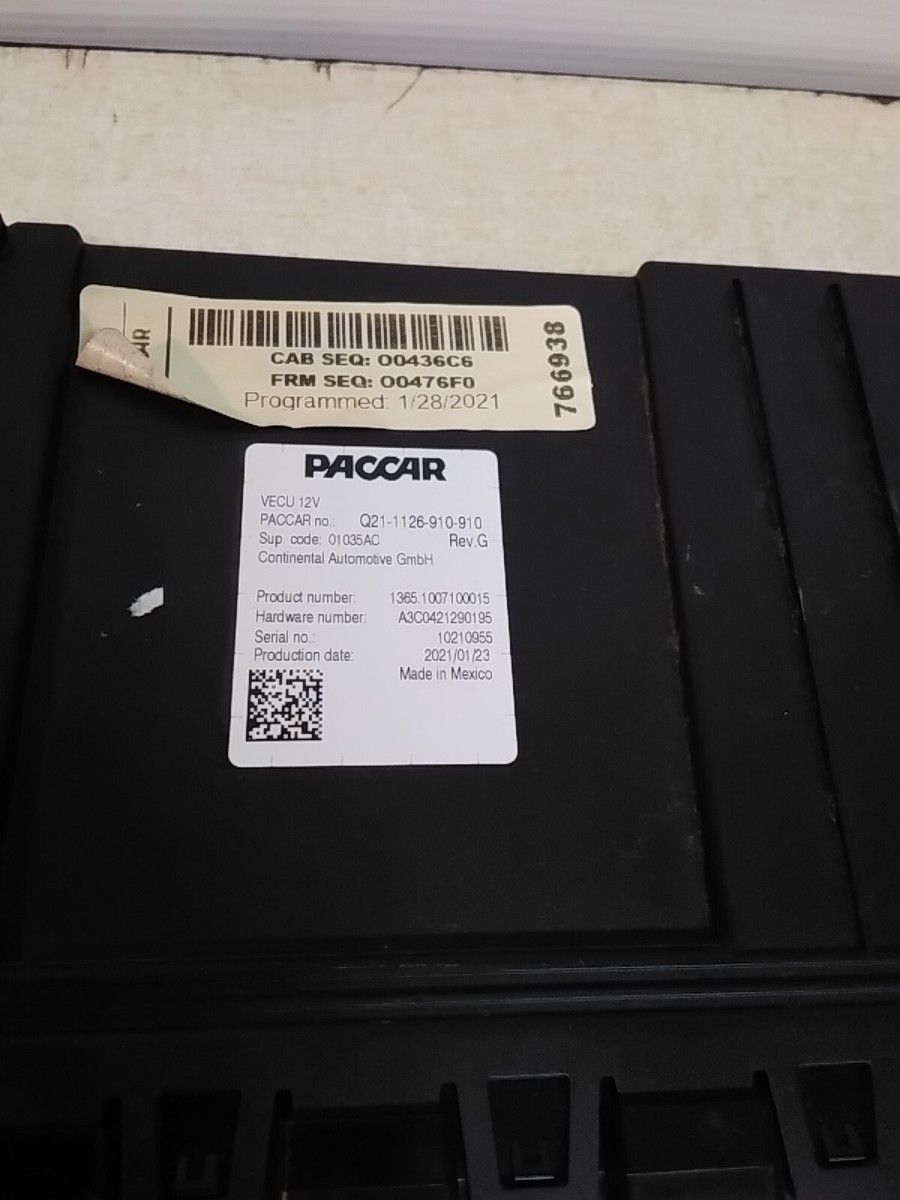 CAB SEQ: O0436C6
FRM SEQ: O0476F0
Programmed: 1/28/2021
766938
PACCAR
VECU 12V
PACCAR no.: Q21-1126-910-910
Sup. code: 01035AC Rev.G
Continental Automotive GmbH
Product number: 1365.1007100015
Hardware number: A3C0421290195
Serial no.: 10210955
Production date: 2021/01/23
Made in Mexico